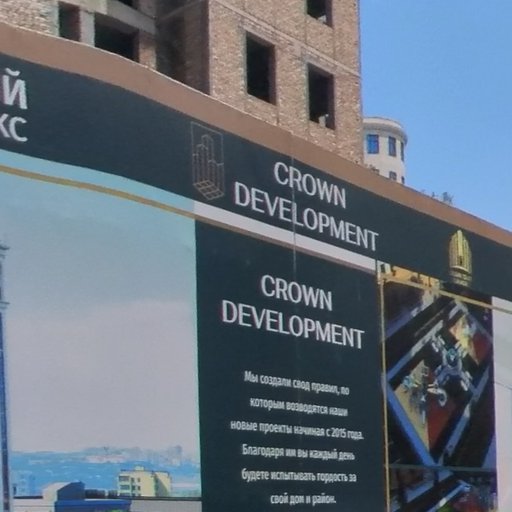 Й
КС
CROWN
DEVELOPMENT
CROWN
DEVELOPMENT
Мы создали свод правил, по
которым возводятся наши
новые проекты начиная с 2015 года.
Благодаря им вы каждый день
будете испытывать гордость за
свой дом и район.